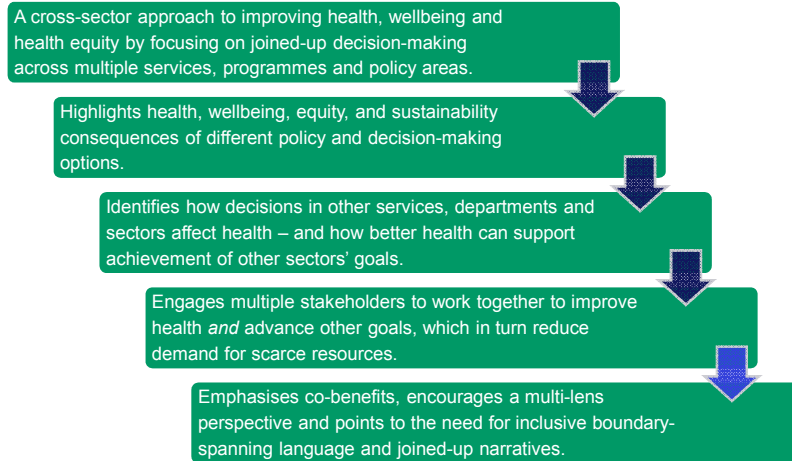 A cross-sector approach to improving health, wellbeing and
health equity by focusing on joined-up decision-making
across multiple services, programmes and policy areas.
Highlights health, wellbeing, equity, and sustainability
consequences of different policy and decision-making
options.
Identifies how decisions in other services, departments and
sectors affect health – and how better health can support
achievement of other sectors’ goals.
Engages multiple stakeholders to work together to improve
health and advance other goals, which in turn reduce
demand for scarce resources.
Emphasises co-benefits, encourages a multi-lens
perspective and points to the need for inclusive boundary-
spanning language and joined-up narratives.